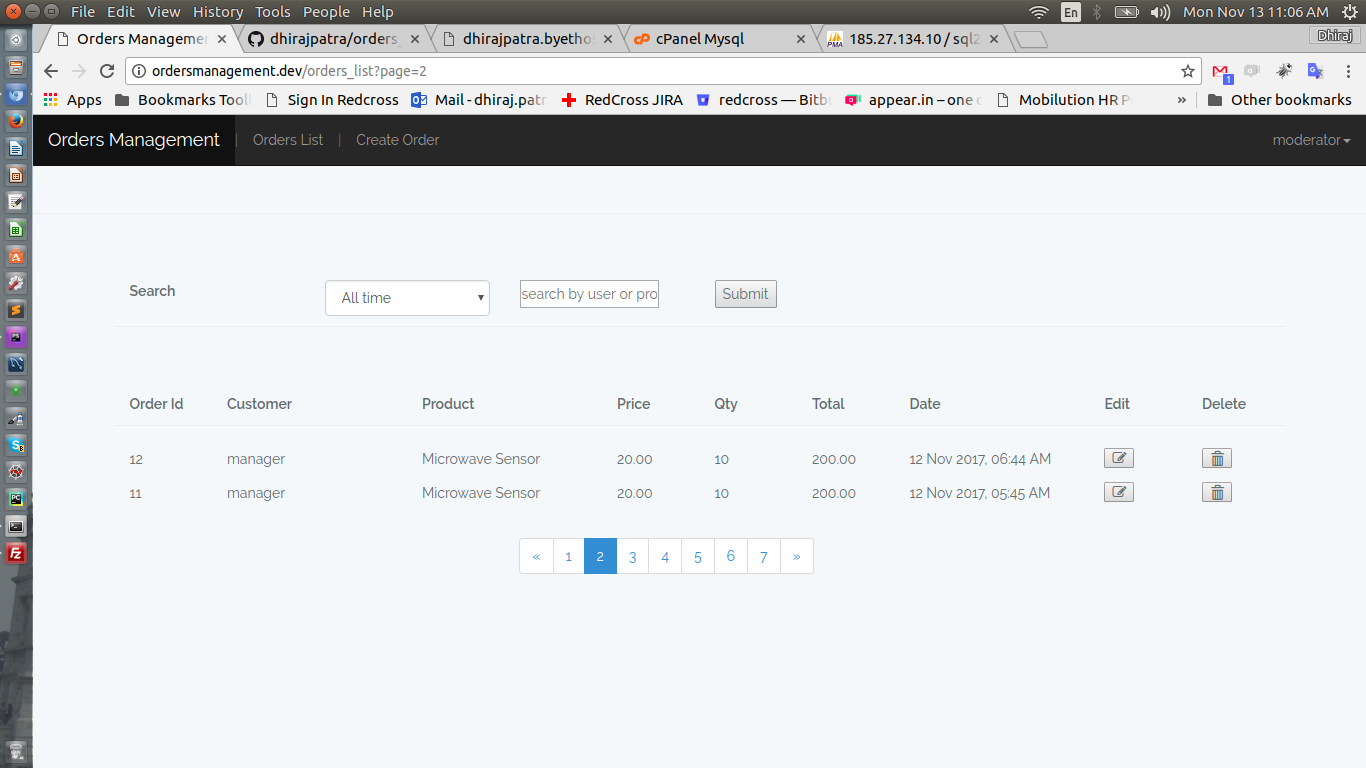 File Edit View History Tools People Help
En
Mon Nov 13 11:06 AM
Orders Managemen
dhirajpatra/orders_
dhirajpatra.byethos
cPanel Mysql
185.27.134.10 / sql2
Dhiraj
ordersmanagement.dev/orders_list?page=2
1
Apps
Bookmarks Tool
Sign In Redcross
Mail - dhiraj.patr
RedCross JIRA
redcross — Bitb
appear.in – one c
Mobilution HR P
»
Other bookmarks
Orders Management | Orders List | Create Order
moderator
Search
All time
search by user or pro
Submit
Order Id Customer Product Price Qty Total Date Edit Delete
12 manager Microwave Sensor 20.00 10 200.00 12 Nov 2017, 06:44 AM
11 manager Microwave Sensor 20.00 10 200.00 12 Nov 2017, 05:45 AM
« 1 2 3 4 5 6 7 »